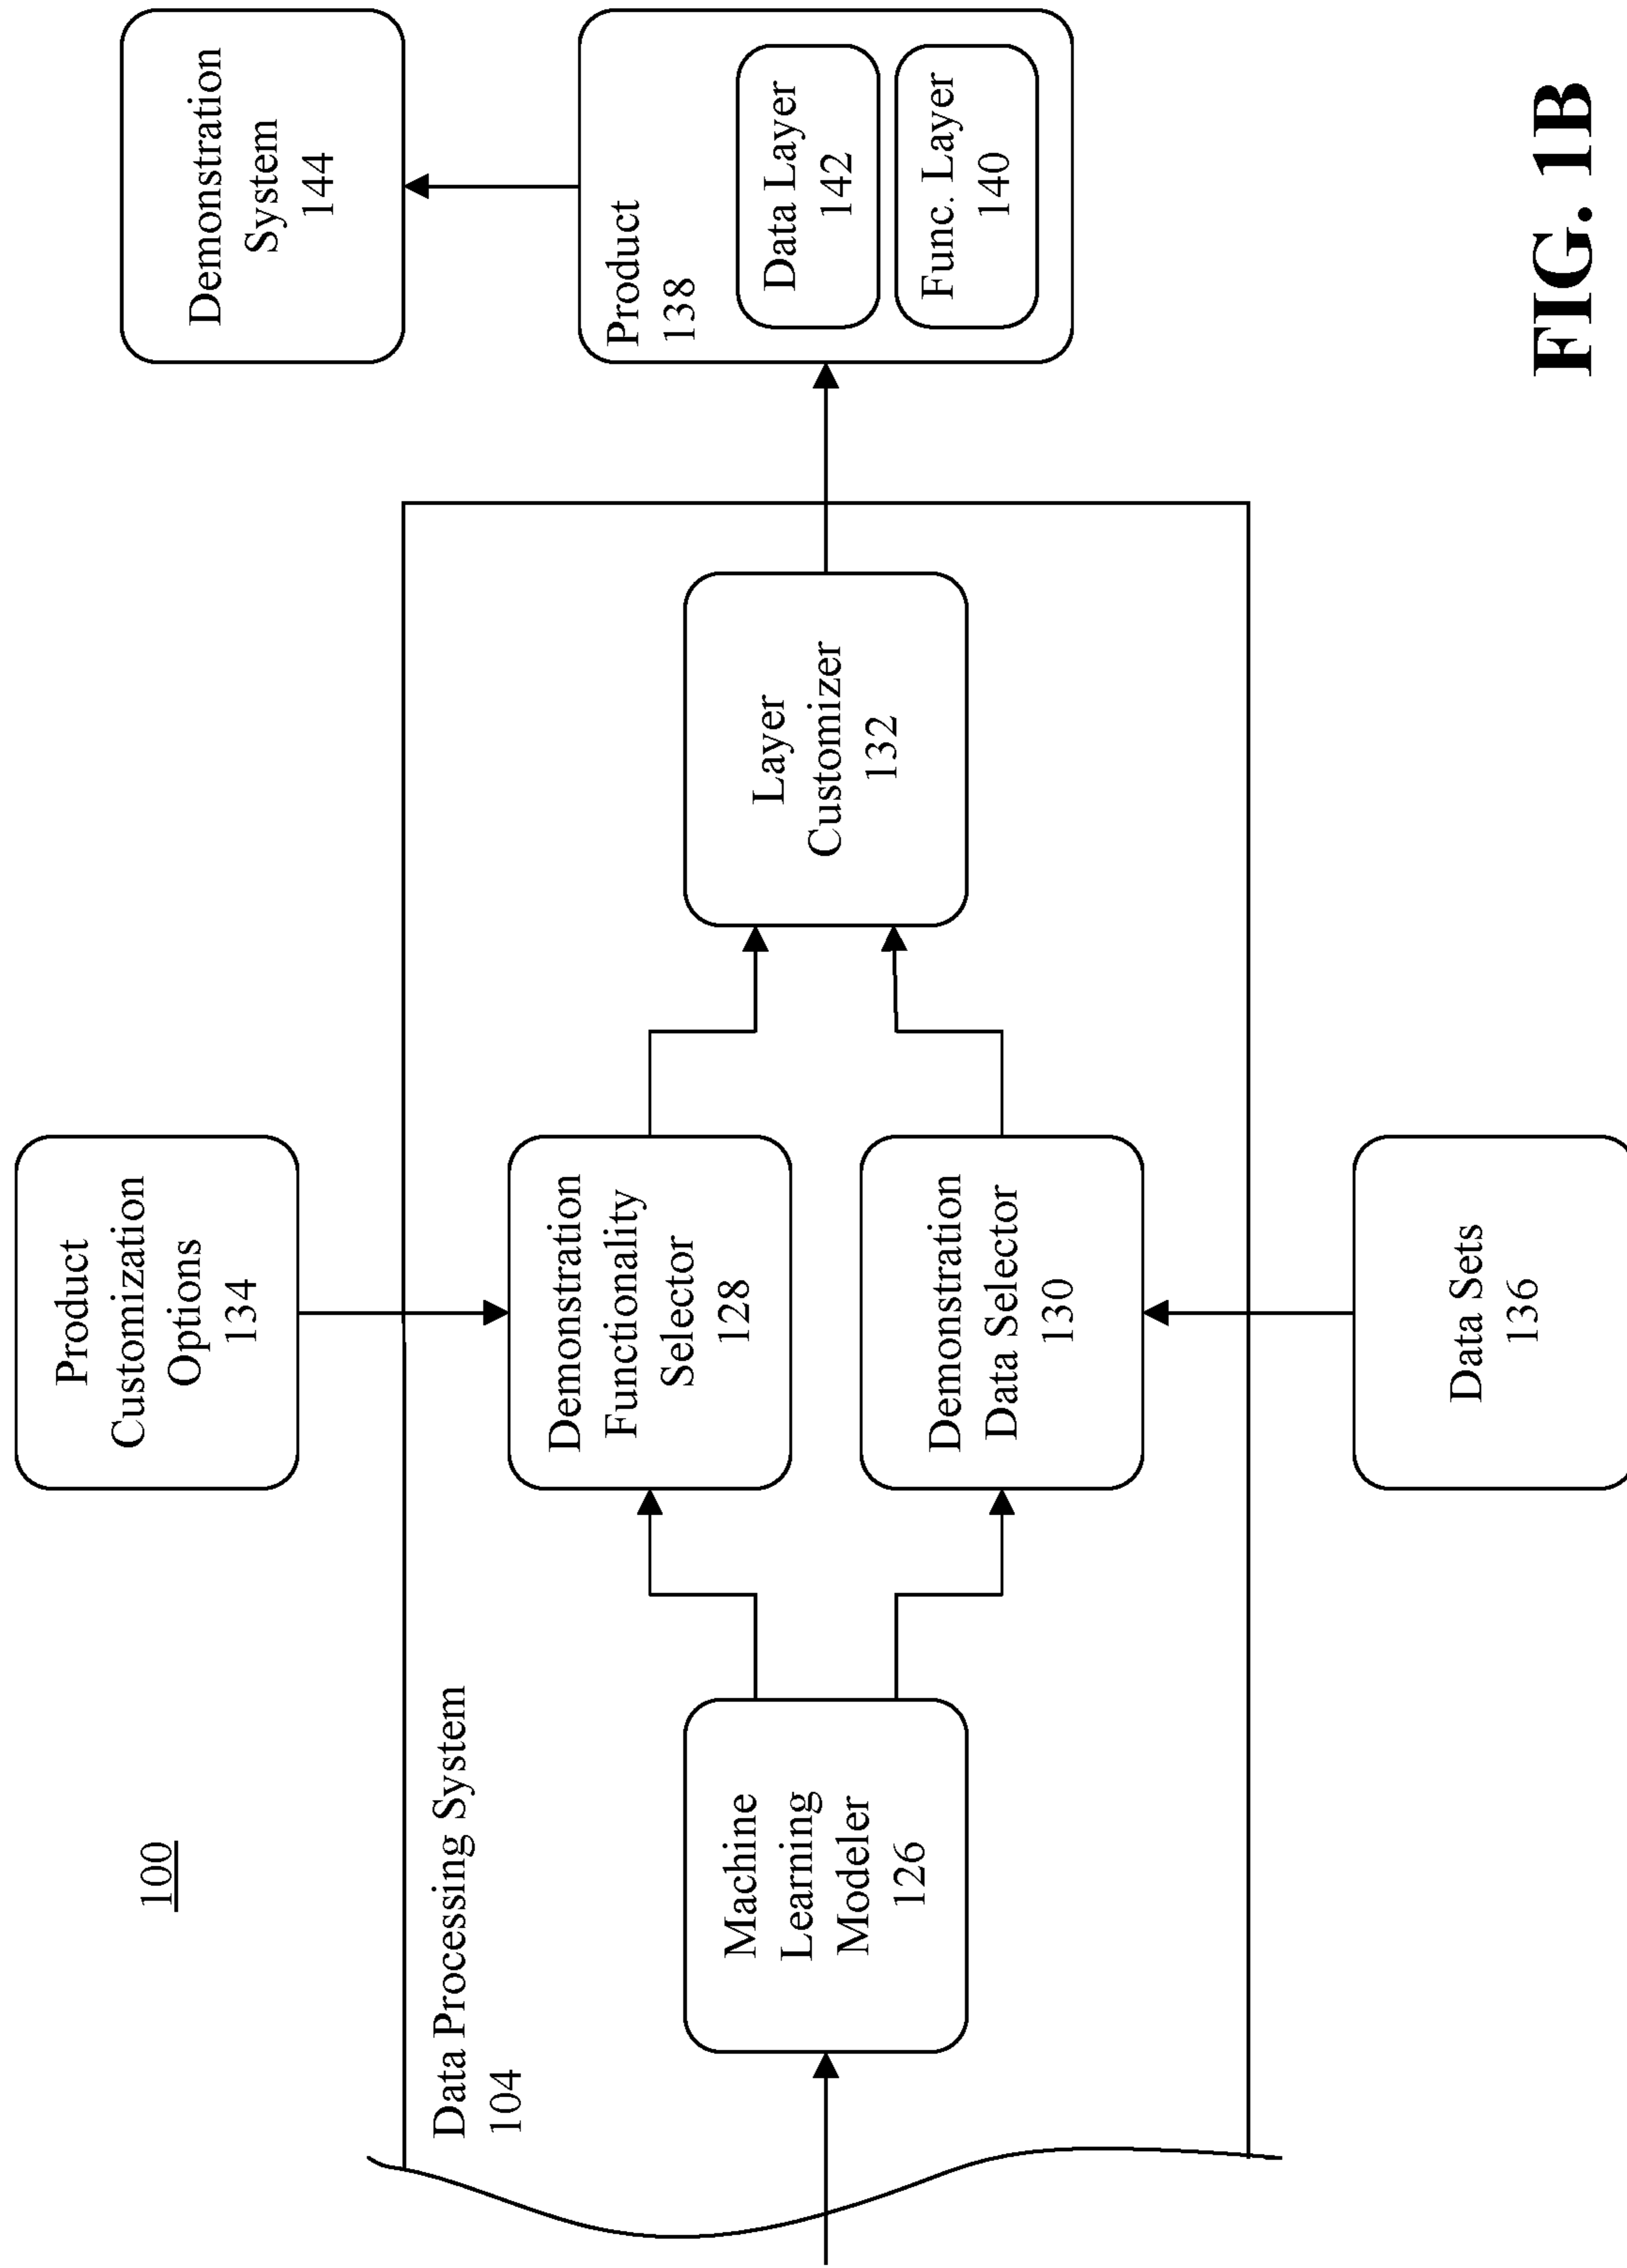 100
Product
Customization
Options
134
Demonstration
System
144
Data Processing System
104
Machine
Learning
Modeler
126
Demonstration
Functionality
Selector
128
Demonstration
Data Selector
130
Layer
Customizer
132
Product
138
Data Layer
142
Func. Layer
140
Data Sets
136
FIG. 1B